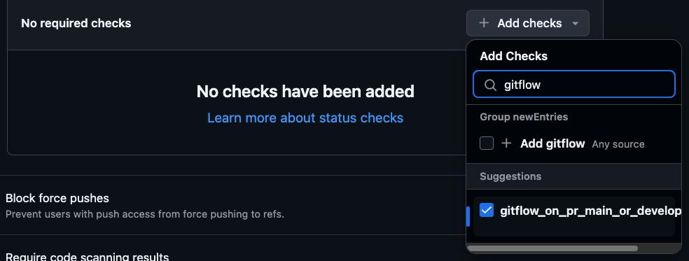 No required checks
+ Add checks
Add Checks
gitflow
No checks have been added
Learn more about status checks
Group newEntries
+ Add gitflow Any source
Suggestions
gitflow_on_pr_main_or_develop
Block force pushes
Prevent users with push access from force pushing to refs.
Require code scanning results